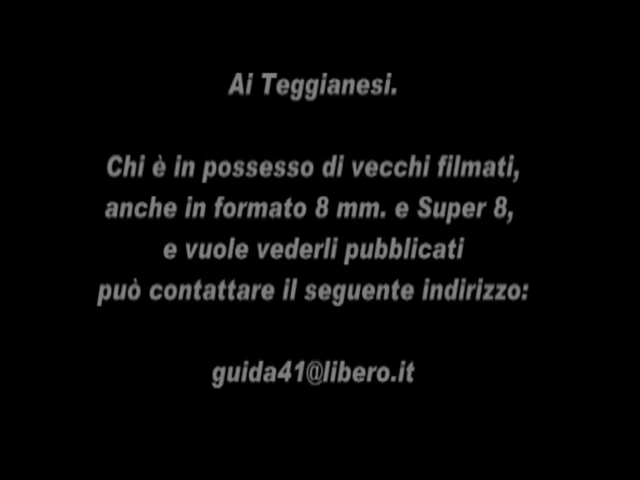 Ai Teggianesi.
Chi è in possesso di vecchi filmati,
anche in formato 8 mm. e Super 8,
e vuole vederli pubblicati
può contattare il seguente indirizzo:
guida41@libero.it